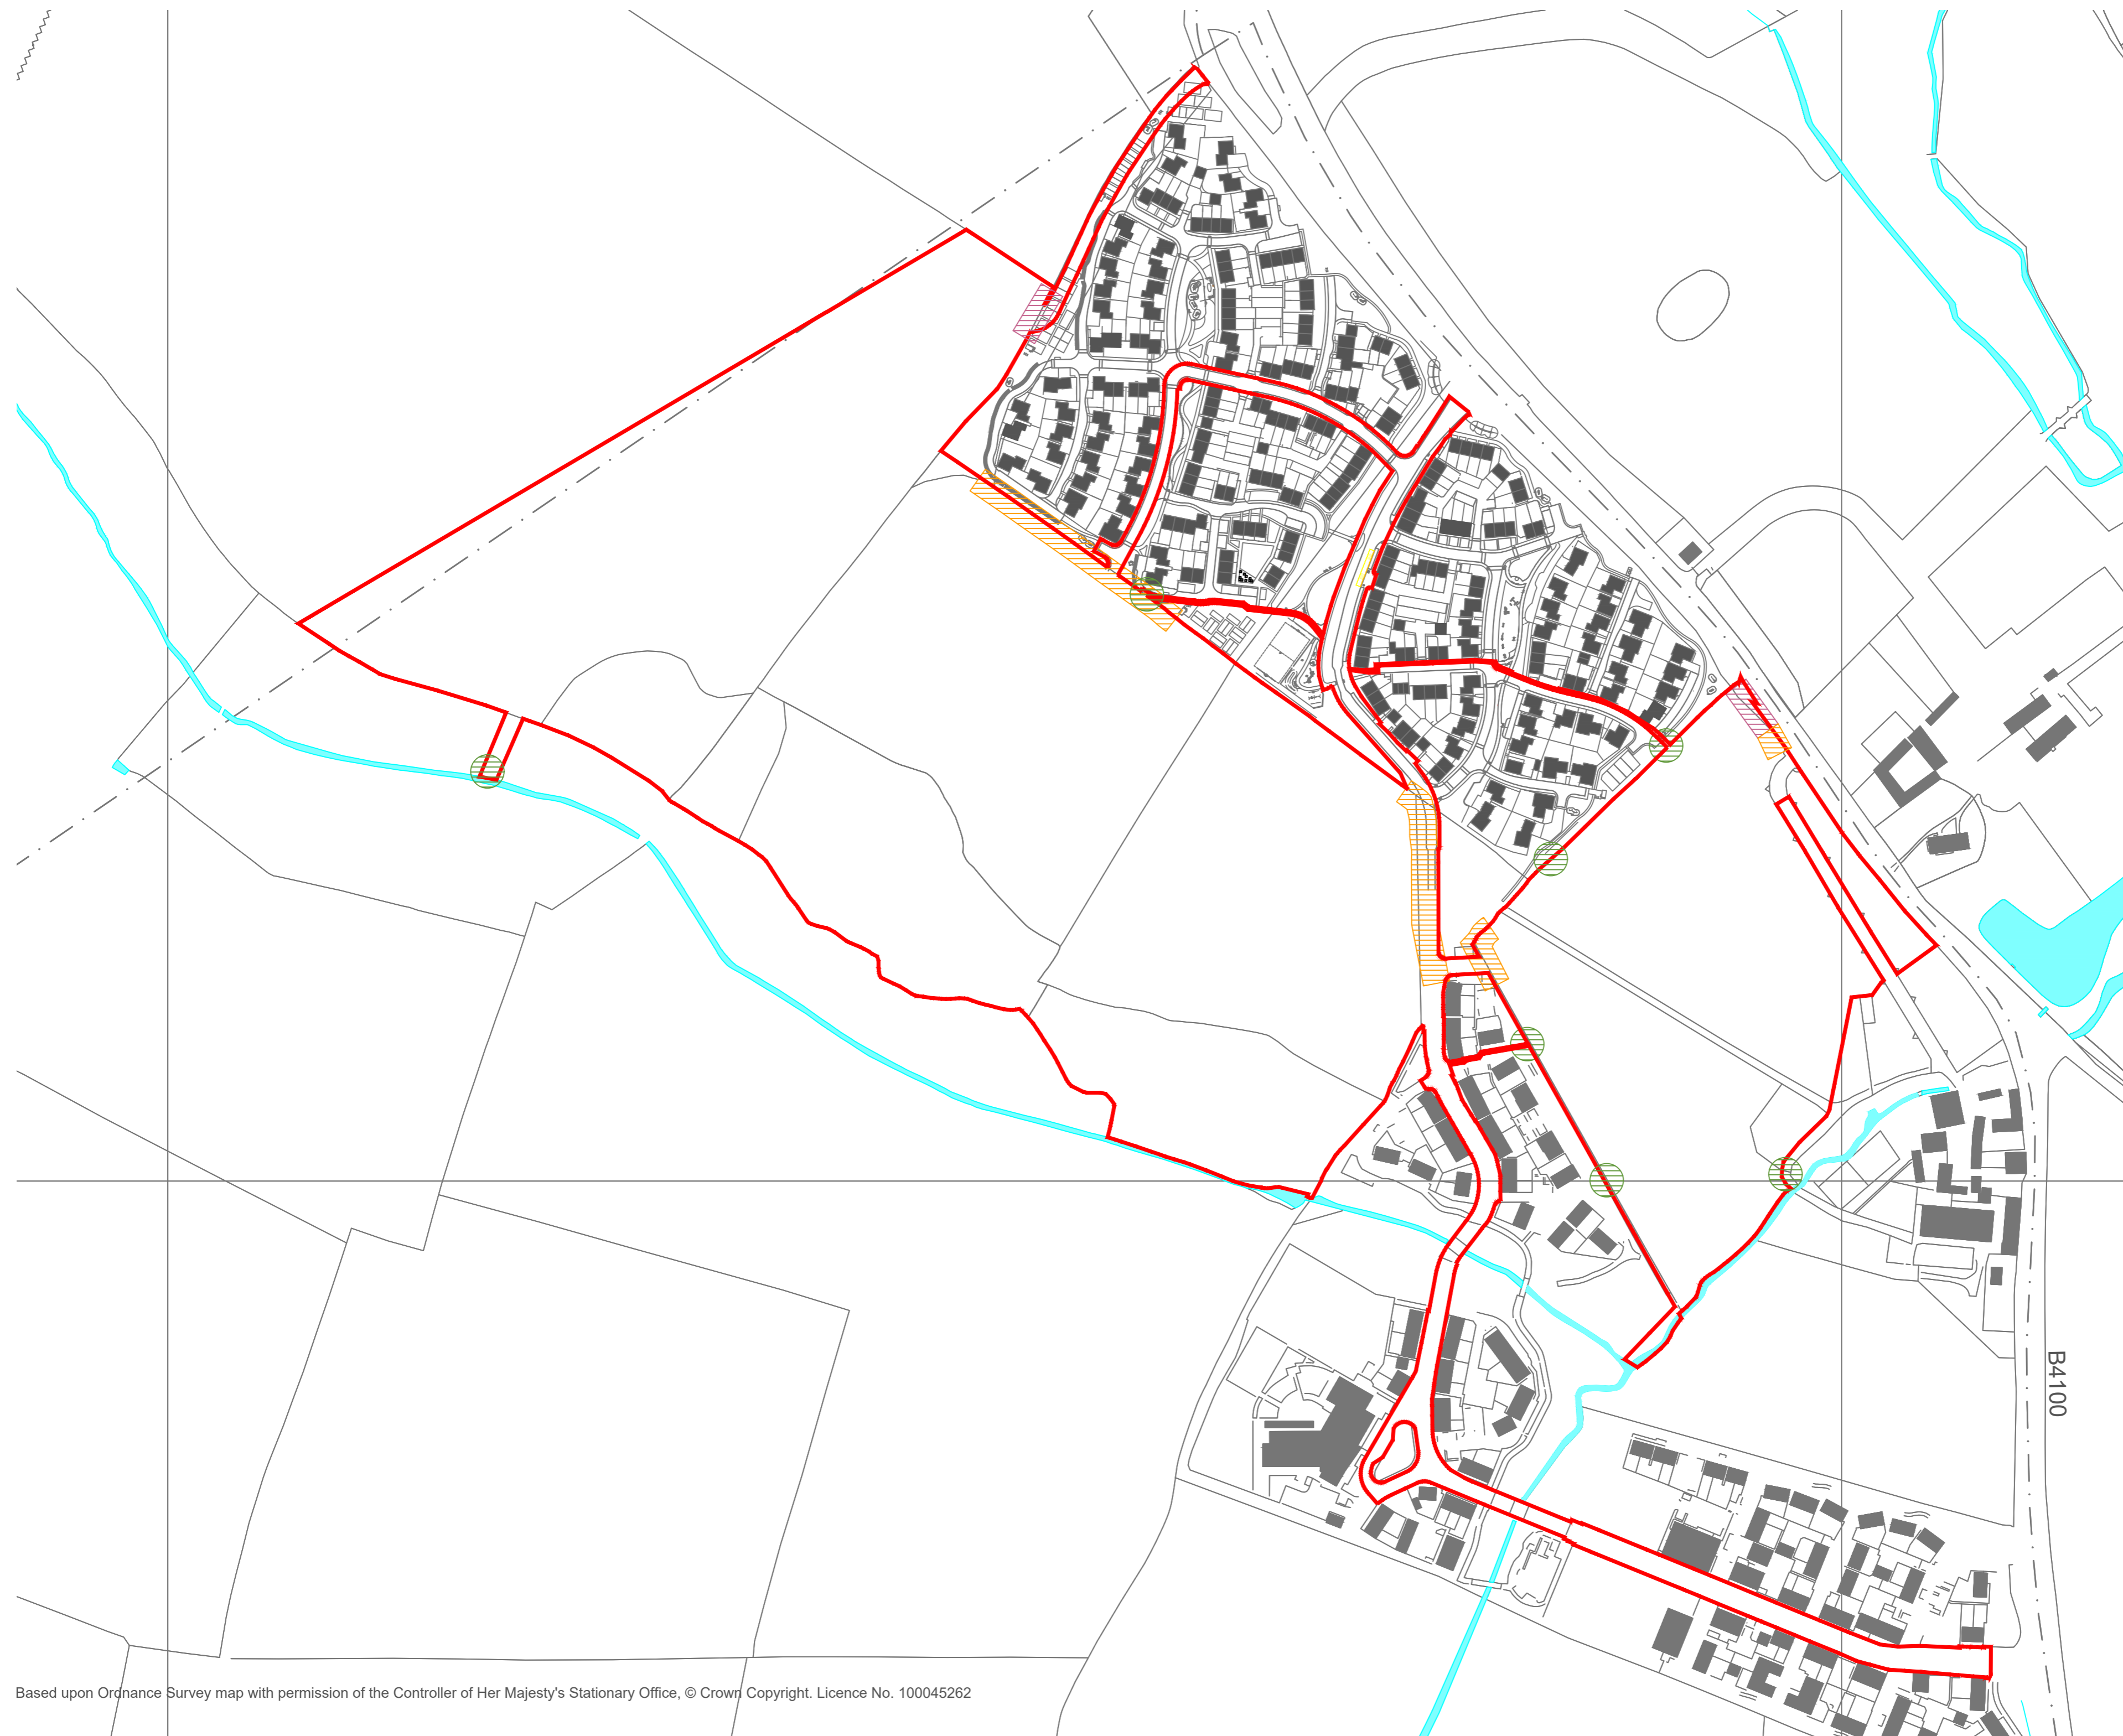 B4100
Based upon Ordnance Survey map with permission of the Controller of Her Majesty's Stationary Office, © Crown Copyright. Licence No. 100045262